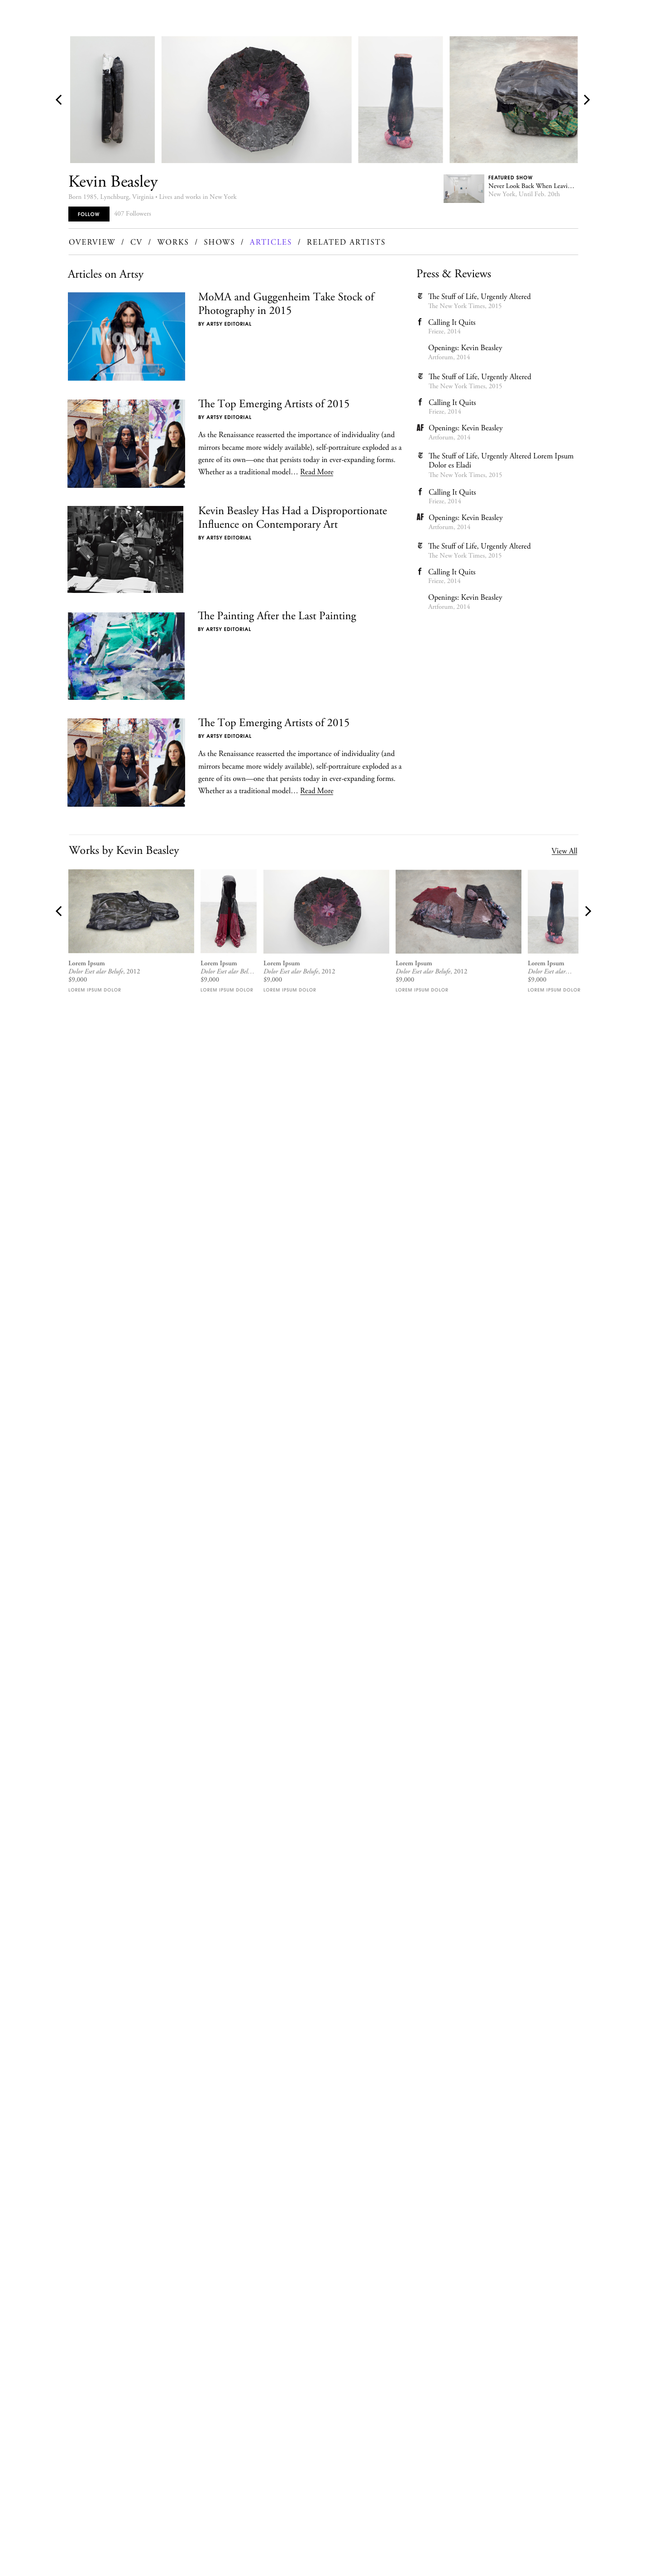 Kevin Beasley
Born 1985, Lynchburg, Virginia • Lives and works in New York
FOLLOW
407 Followers
FEATURED SHOW
Never Look Back When Leavi…
New York, Until Feb. 20th
OVERVIEW / CV / WORKS / SHOWS / ARTICLES / RELATED ARTISTS
Articles on Artsy
MoMA
MoMA and Guggenheim Take Stock of
Photography in 2015
BY ARTSY EDITORIAL
The Top Emerging Artists of 2015
BY ARTSY EDITORIAL
As the Renaissance reasserted the importance of individuality (and
mirrors became more widely available), self-portraiture exploded as a
genre of its own—one that persists today in ever-expanding forms.
Whether as a traditional model… Read More
Kevin Beasley Has Had a Disproportionate
Influence on Contemporary Art
BY ARTSY EDITORIAL
The Painting After the Last Painting
BY ARTSY EDITORIAL
The Top Emerging Artists of 2015
BY ARTSY EDITORIAL
As the Renaissance reasserted the importance of individuality (and
mirrors became more widely available), self-portraiture exploded as a
genre of its own—one that persists today in ever-expanding forms.
Whether as a traditional model… Read More
Press & Reviews
T The Stuff of Life, Urgently Altered
The New York Times, 2015
f Calling It Quits
Frieze, 2014
Openings: Kevin Beasley
Artforum, 2014
T The Stuff of Life, Urgently Altered
The New York Times, 2015
f Calling It Quits
Frieze, 2014
AF Openings: Kevin Beasley
Artforum, 2014
T The Stuff of Life, Urgently Altered Lorem Ipsum
Dolor es Eladi
The New York Times, 2015
f Calling It Quits
Frieze, 2014
AF Openings: Kevin Beasley
Artforum, 2014
T The Stuff of Life, Urgently Altered
The New York Times, 2015
f Calling It Quits
Frieze, 2014
Openings: Kevin Beasley
Artforum, 2014
Works by Kevin Beasley
View All
Lorem Ipsum
Dolor Eset alar Belufe, 2012
$9,000
LOREM IPSUM DOLOR
Lorem Ipsum
Dolor Eset alar Bel…
$9,000
LOREM IPSUM DOLOR
Lorem Ipsum
Dolor Eset alar Belufe, 2012
$9,000
LOREM IPSUM DOLOR
Lorem Ipsum
Dolor Eset alar Belufe, 2012
$9,000
LOREM IPSUM DOLOR
Lorem Ipsum
Dolor Eset alar…
$9,000
LOREM IPSUM DOLOR